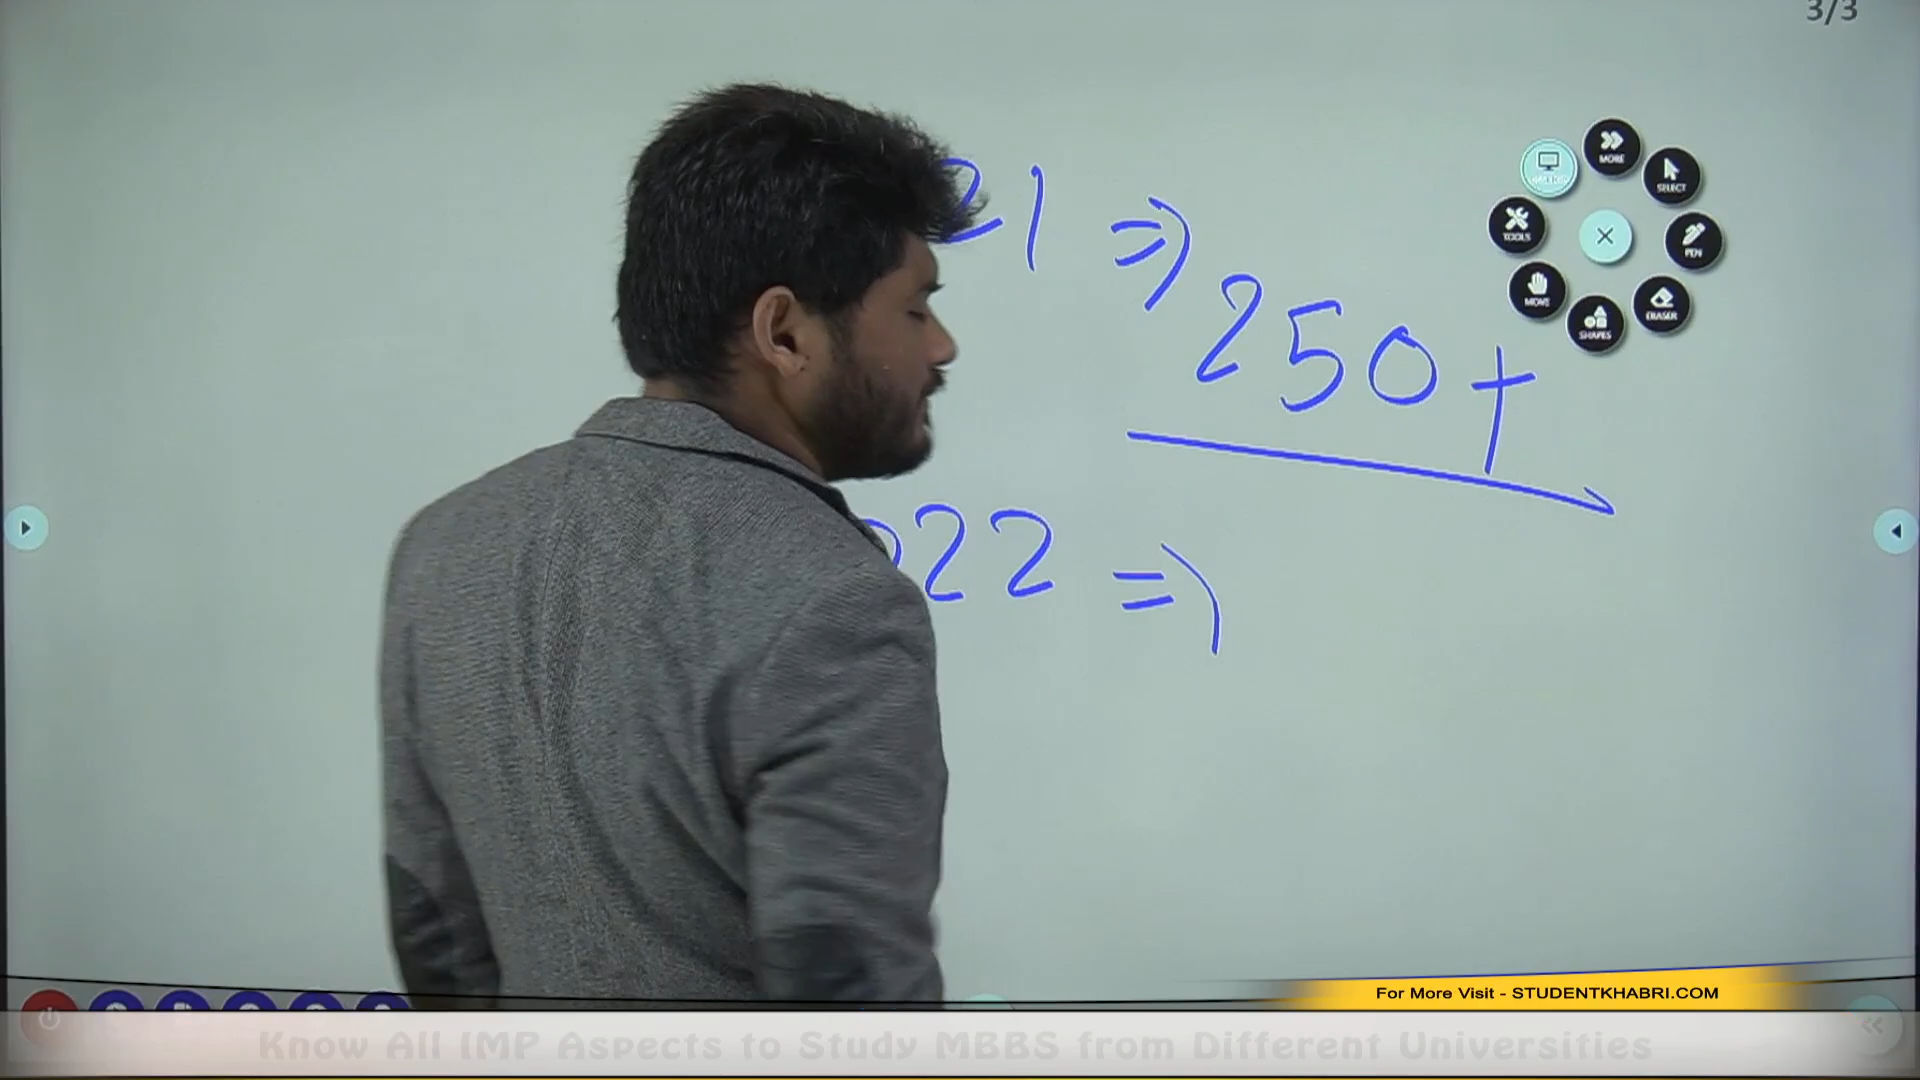 3/3
MORE
SELECT
TOOLS
PEN
MOVE
ERASER
SHAPES
21 ⇒ 250+
022 ⇒
For More Visit - STUDENTKHABRI.COM
Know All IMP Aspects to Study MBBS from Different Universities